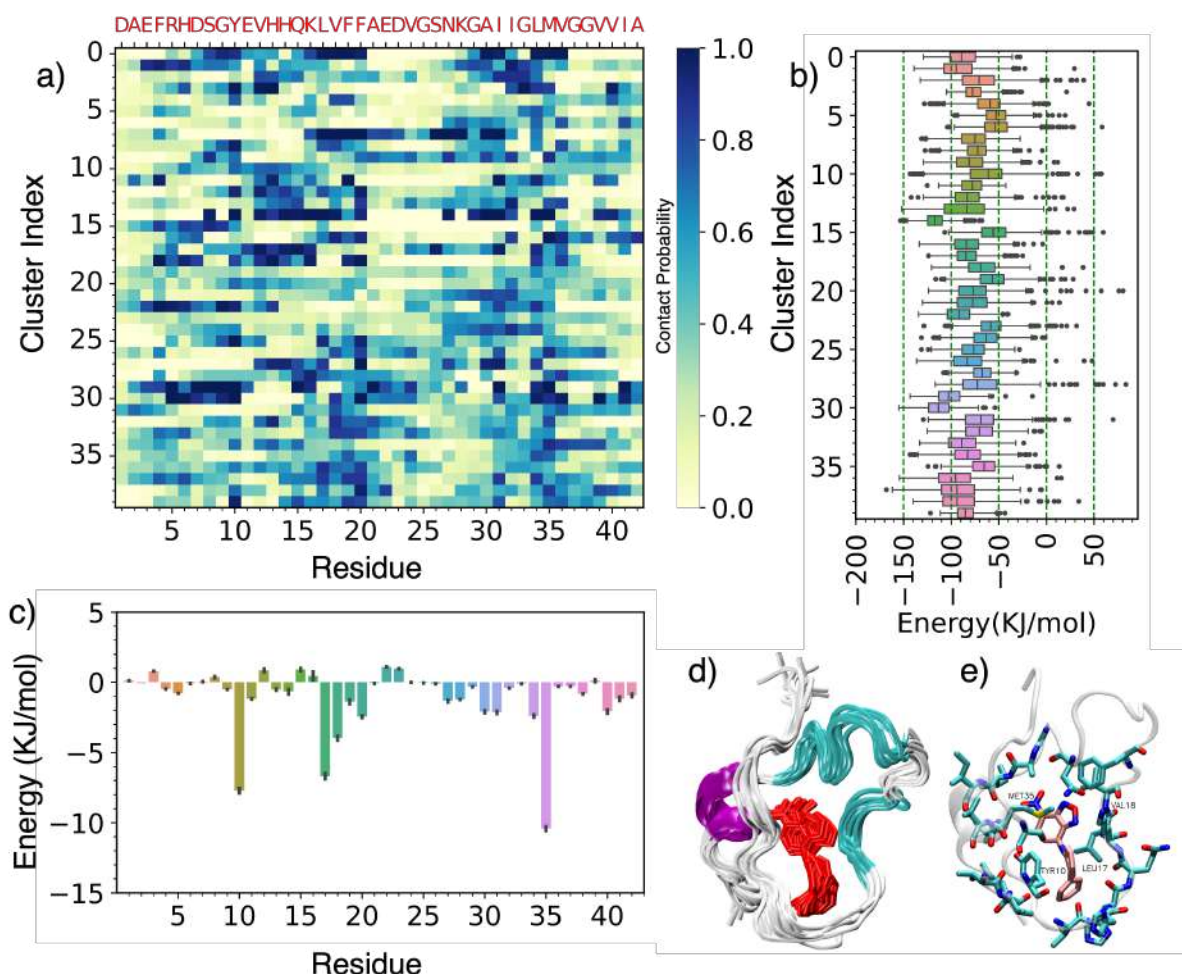 DAEFRHDSGYEVHHQKLVFFAEDVGSNKGAIIGLMVGGVVIA
a)
0
5
10
15
20
25
30
35
Cluster Index
5 10 15 20 25 30 35 40
Residue
1.0
0.8
0.6
0.4
0.2
0.0
Contact Probability
b)
0
5
10
15
20
25
30
35
Cluster Index
−200 −150 −100 −50 0 50
Energy(KJ/mol)
c)
5
0
−5
−10
−15
Energy (KJ/mol)
5 10 15 20 25 30 35 40
Residue
d)
e)
MET35
VAL18
TYR10
LEU17